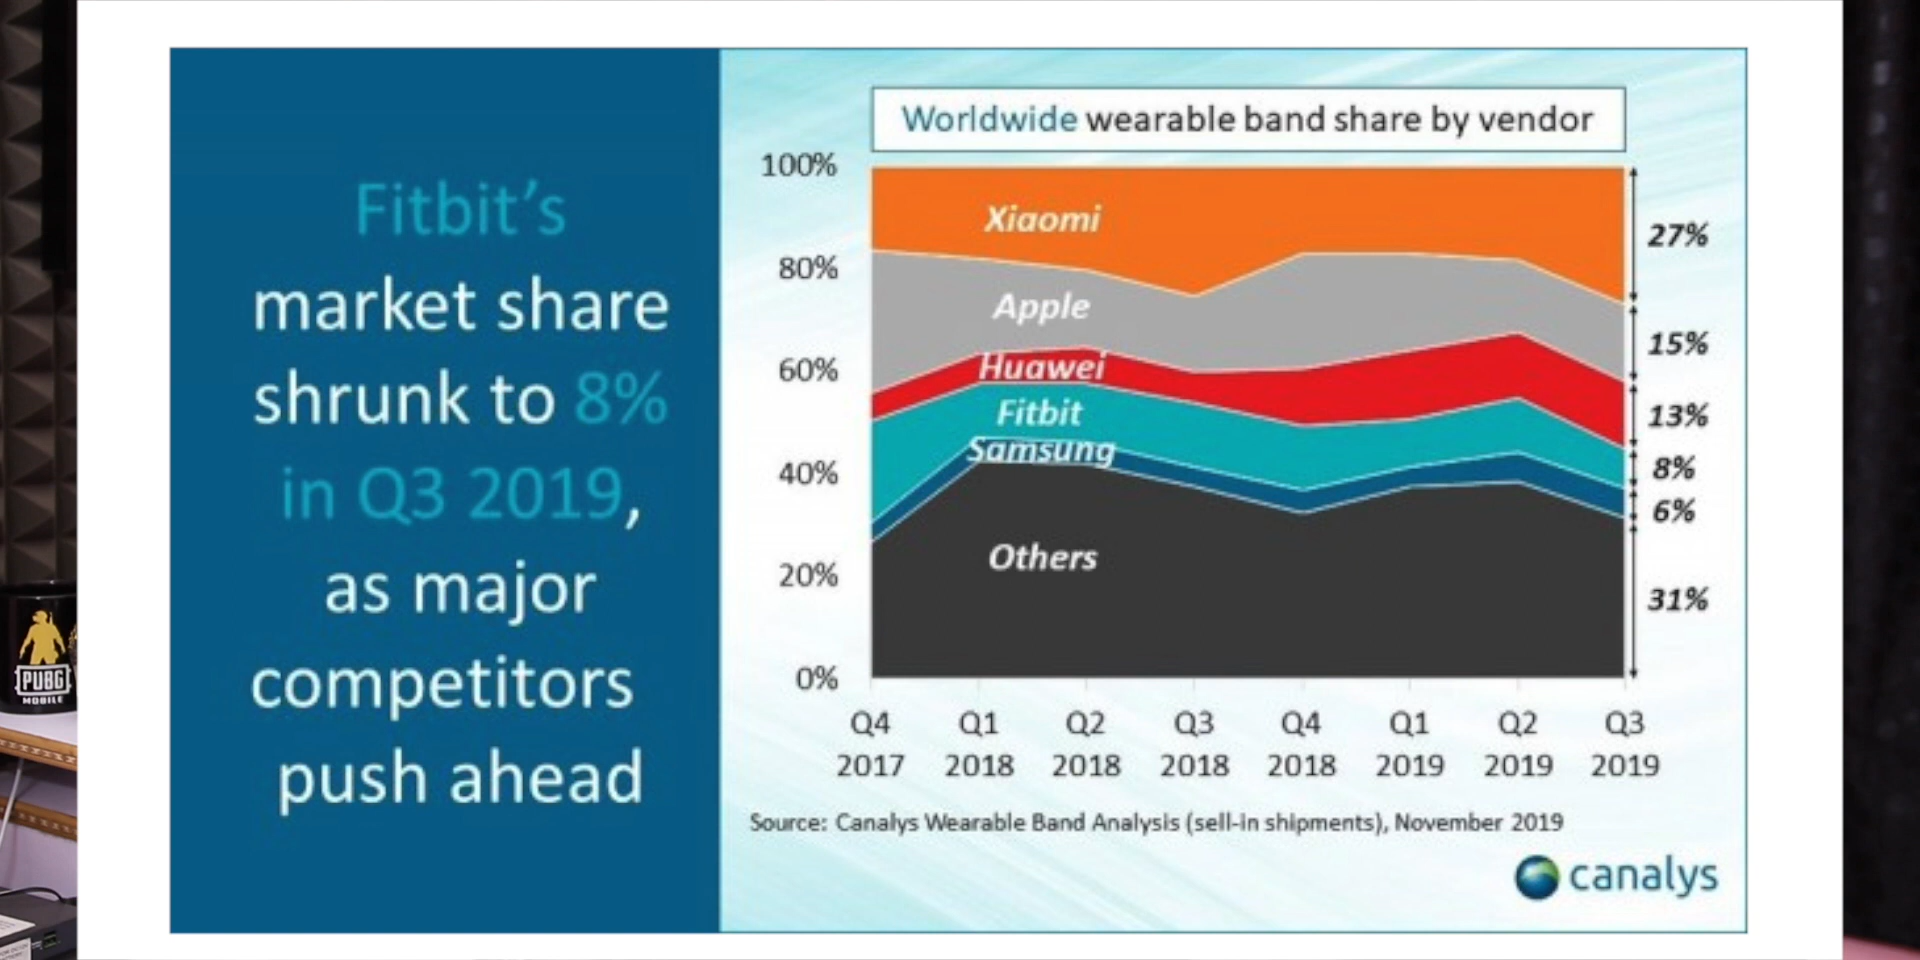 Fitbit's
market share
shrunk to 8%
in Q3 2019,
as major
competitors
push ahead
Worldwide wearable band share by vendor
100%
80%
60%
40%
20%
0%
Xiaomi
Apple
Huawei
Fitbit
Samsung
Others
27%
15%
13%
8%
6%
31%
Q4 Q1 Q2 Q3 Q4 Q1 Q2 Q3
2017 2018 2018 2018 2018 2019 2019 2019
Source: Canalys Wearable Band Analysis (sell-in shipments), November 2019
canalys
PUBG
MOBILE